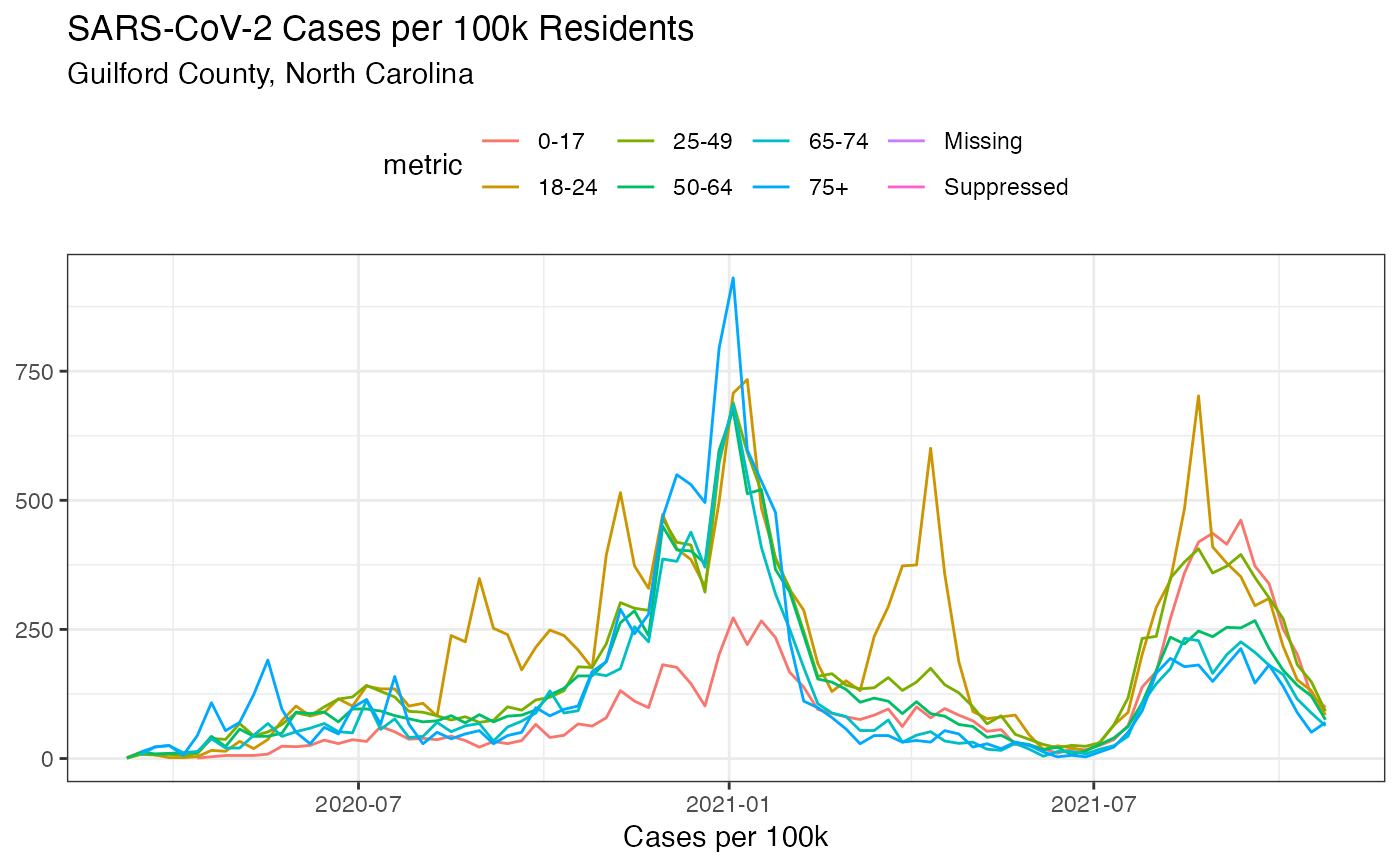 SARS-CoV-2 Cases per 100k Residents
Guilford County, North Carolina
metric
0-17 25-49 65-74 Missing
18-24 50-64 75+ Suppressed
750
500
250
0
2020-07 2021-01 2021-07
Cases per 100k